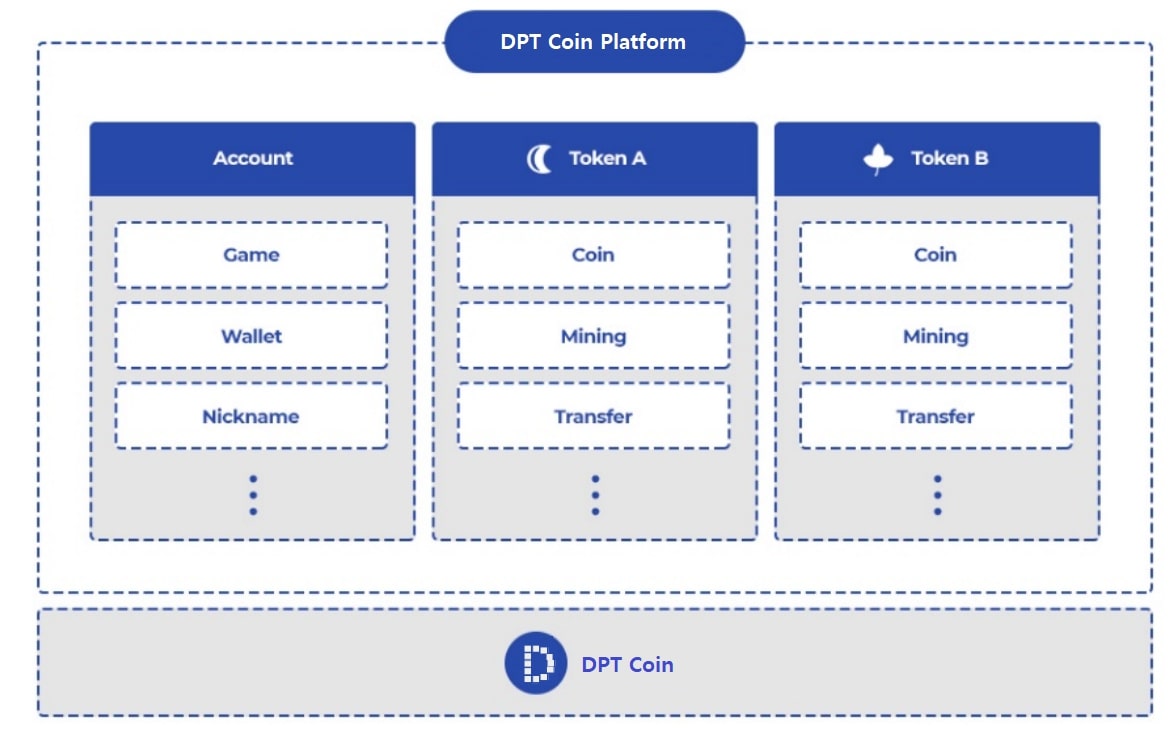 DPT Coin Platform
Account
Game
Wallet
Nickname
Token A
Coin
Mining
Transfer
Token B
Coin
Mining
Transfer
DPT Coin